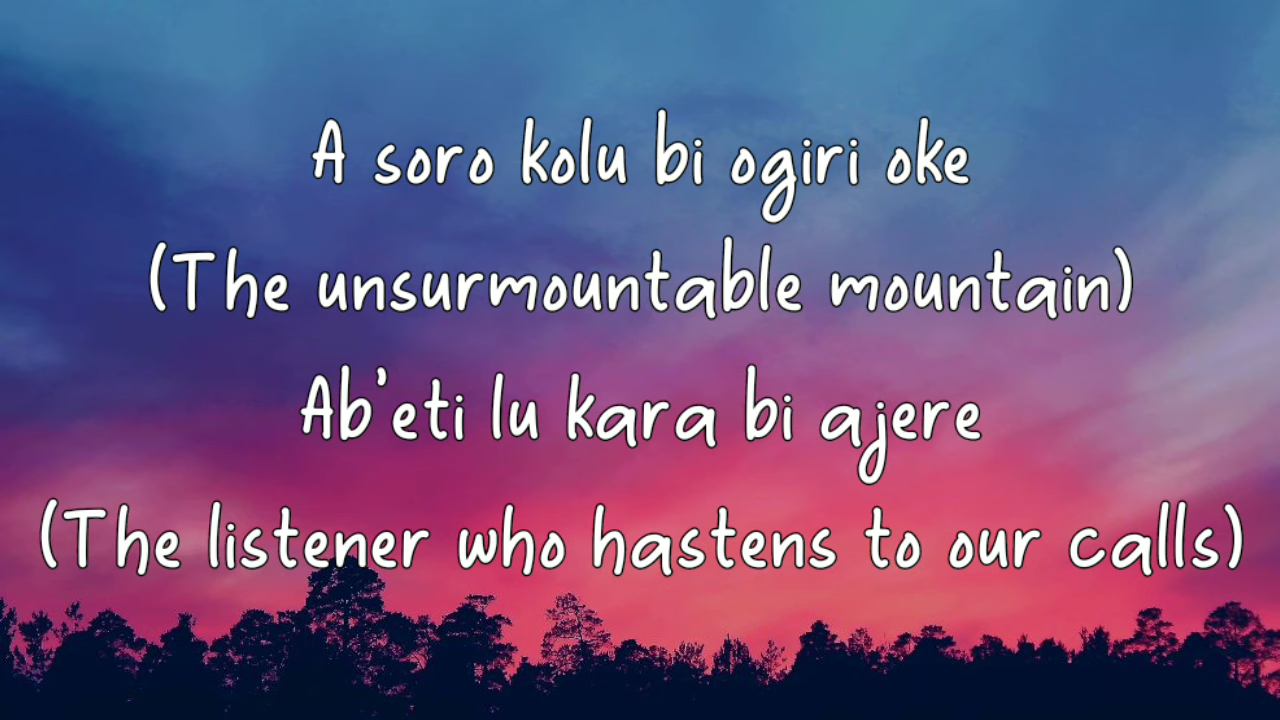 A soro kolu bi ogiri oke
(The unsurmountable mountain)
Ab'eti lu kara bi ajere
(The listener who hastens to our calls)